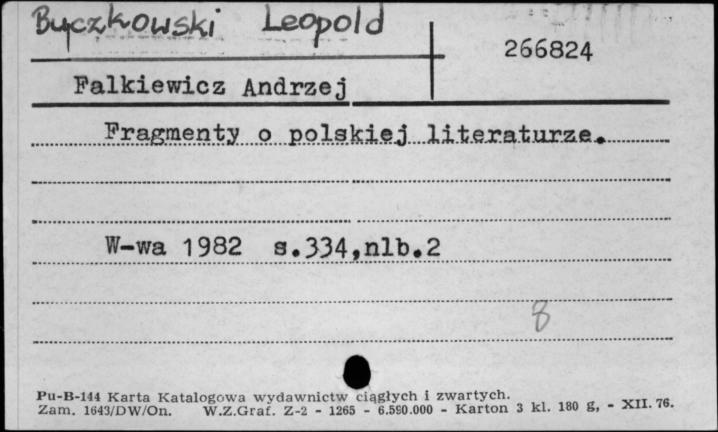 Buczkowski Leopold
266824
Falkiewicz Andrzej
Fragmenty o polskiej literaturze.
W-wa 1982 s.334,nlb.2
8
Pu-B-144 Karta Katalogowa wydawnictw ciągłych i zwartych.
Zam. 1643/DW/On. W.Z.Graf. Z-2 - 1265 - 6.590.000 - Karton 3 kl. 180 g, - XII. 76.